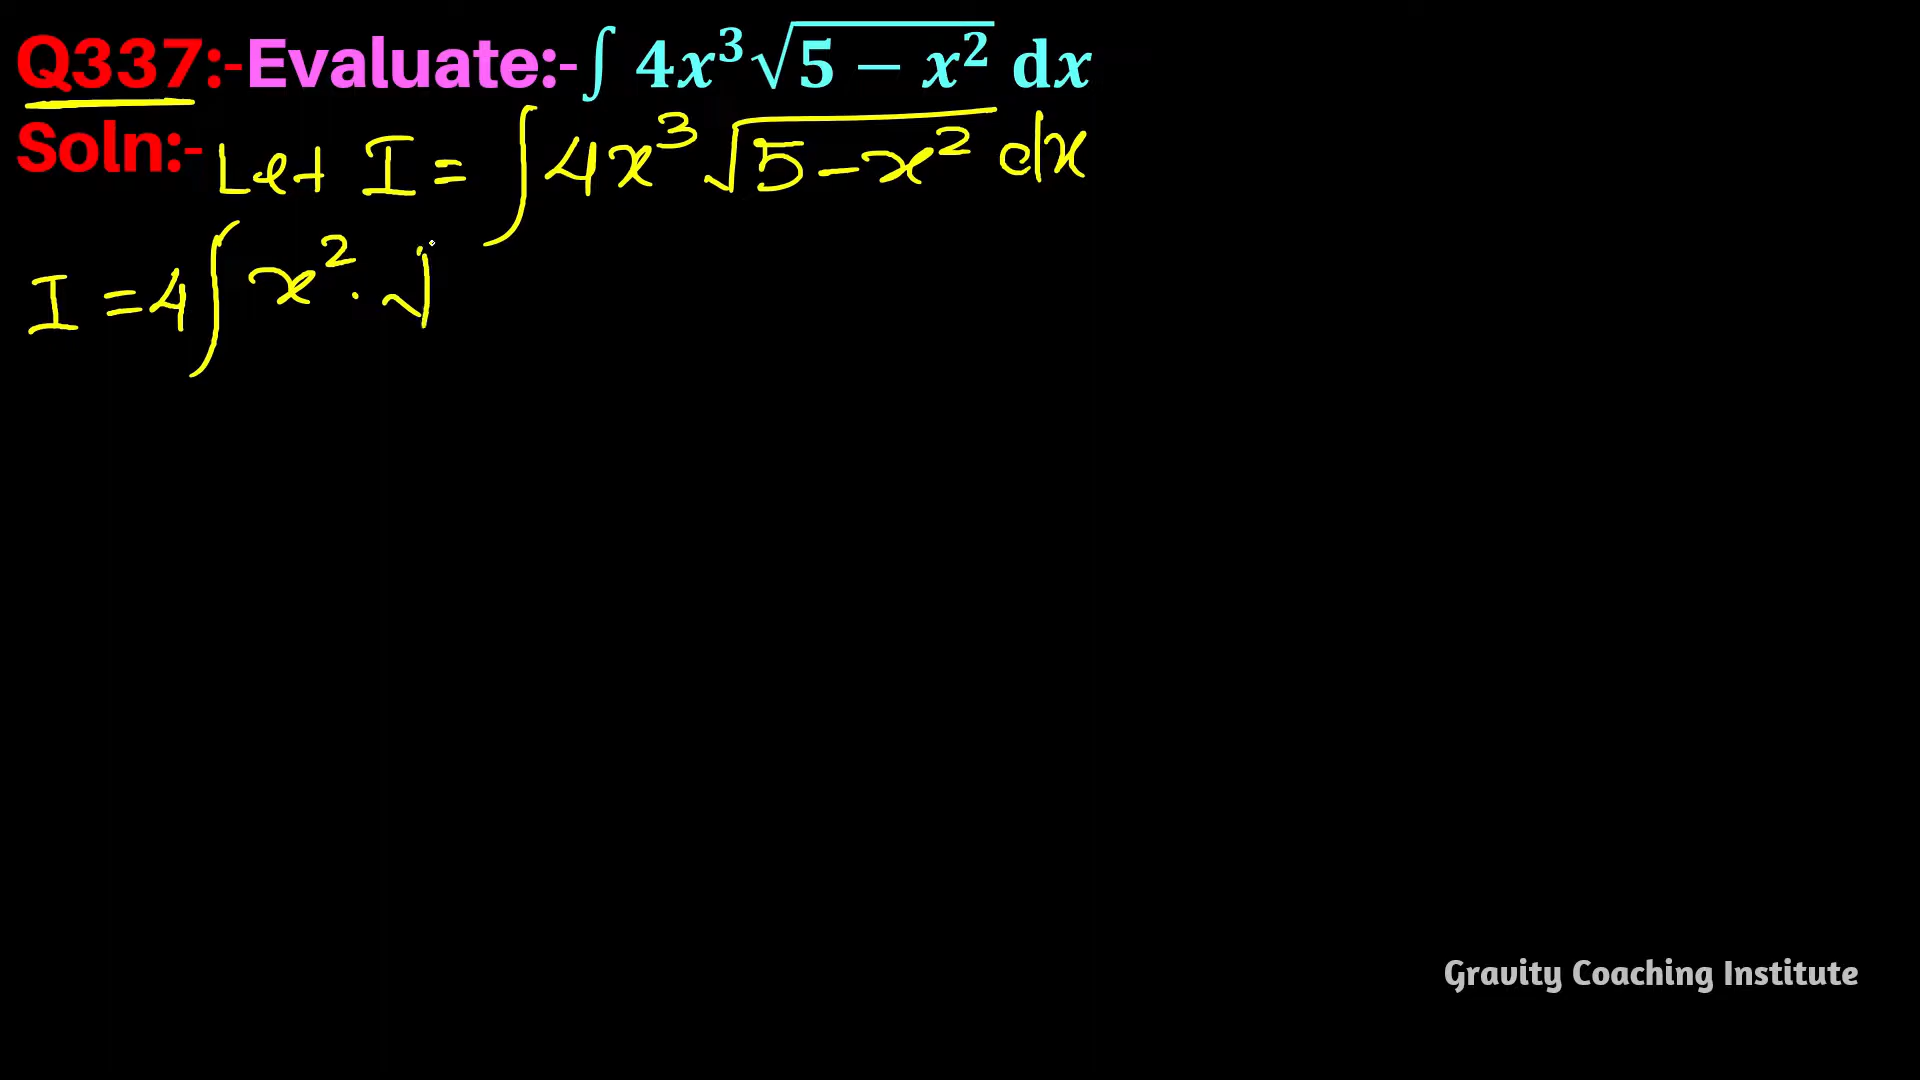 Q337:-Evaluate:-∫ 4x³√(5 − x²) dx
Soln:- Let I = ∫ 4x³ √(5-x²) dx
I = 4∫ x² . √
Gravity Coaching Institute